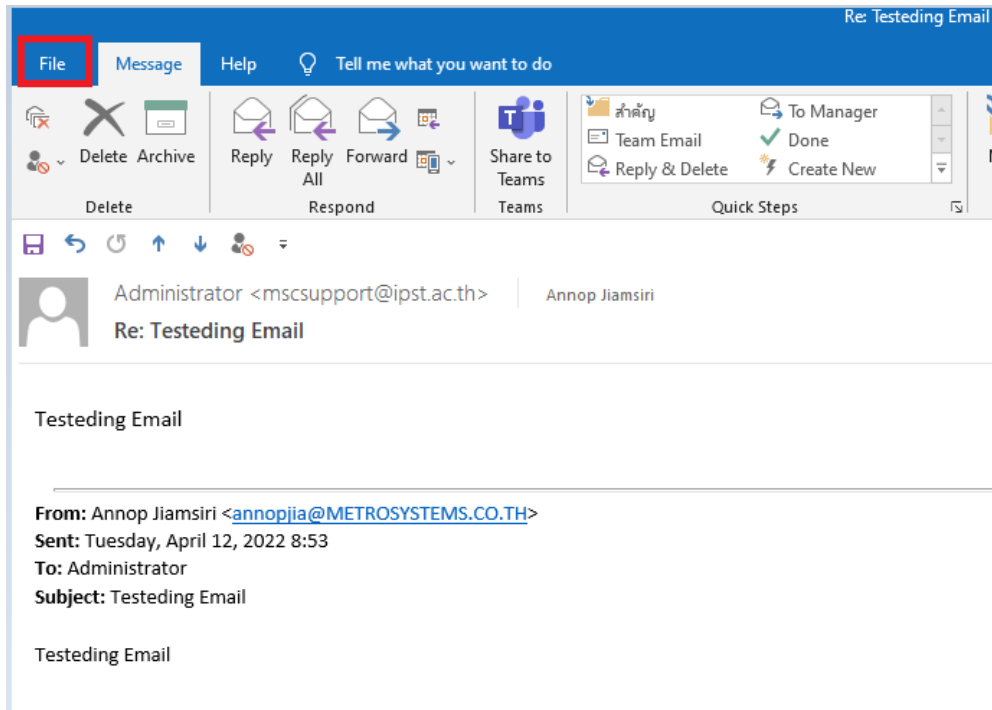 Re: Testeding Email
File Message Help Tell me what you want to do
Delete Archive Reply Reply All Forward Share to Teams
สำคัญ To Manager
Team Email Done
Reply & Delete Create New
Delete Respond Teams Quick Steps
Administrator <mscsupport@ipst.ac.th> Annop Jiamsiri
Re: Testeding Email
Testeding Email
From: Annop Jiamsiri <annopjia@METROSYSTEMS.CO.TH>
Sent: Tuesday, April 12, 2022 8:53
To: Administrator
Subject: Testeding Email
Testeding Email